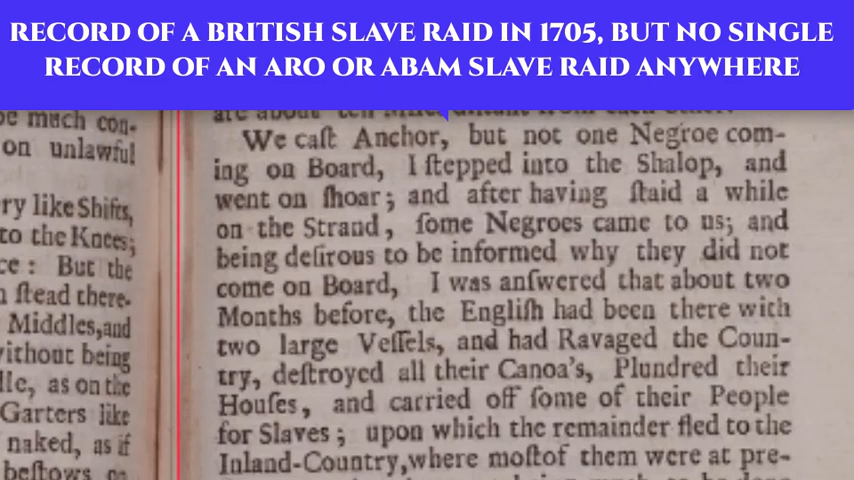 RECORD OF A BRITISH SLAVE RAID IN 1705, BUT NO SINGLE
RECORD OF AN ARO OR ABAM SLAVE RAID ANYWHERE
be much con-
on unlawful
ry like Shifts,
to the Knees;
ce: But the
ſtead there-
Middles, and
without being
as on the
Garters like
naked, as if
beſtows on
are about ten
We caſt Anchor, but not one Negroe com-
ing on Board, I ſtepped into the Shalop, and
went on ſhoar; and after having ſtaid a while
on the Strand, ſome Negroes came to us; and
being deſirous to be informed why they did not
come on Board, I was anſwered that about two
Months before, the Engliſh had been there with
two large Veſſels, and had Ravaged the Coun-
try, deſtroyed all their Canoa's, Plundred their
Houſes, and carried off ſome of their People
for Slaves; upon which the remainder fled to the
Inland-Country, where moſt of them were at pre-